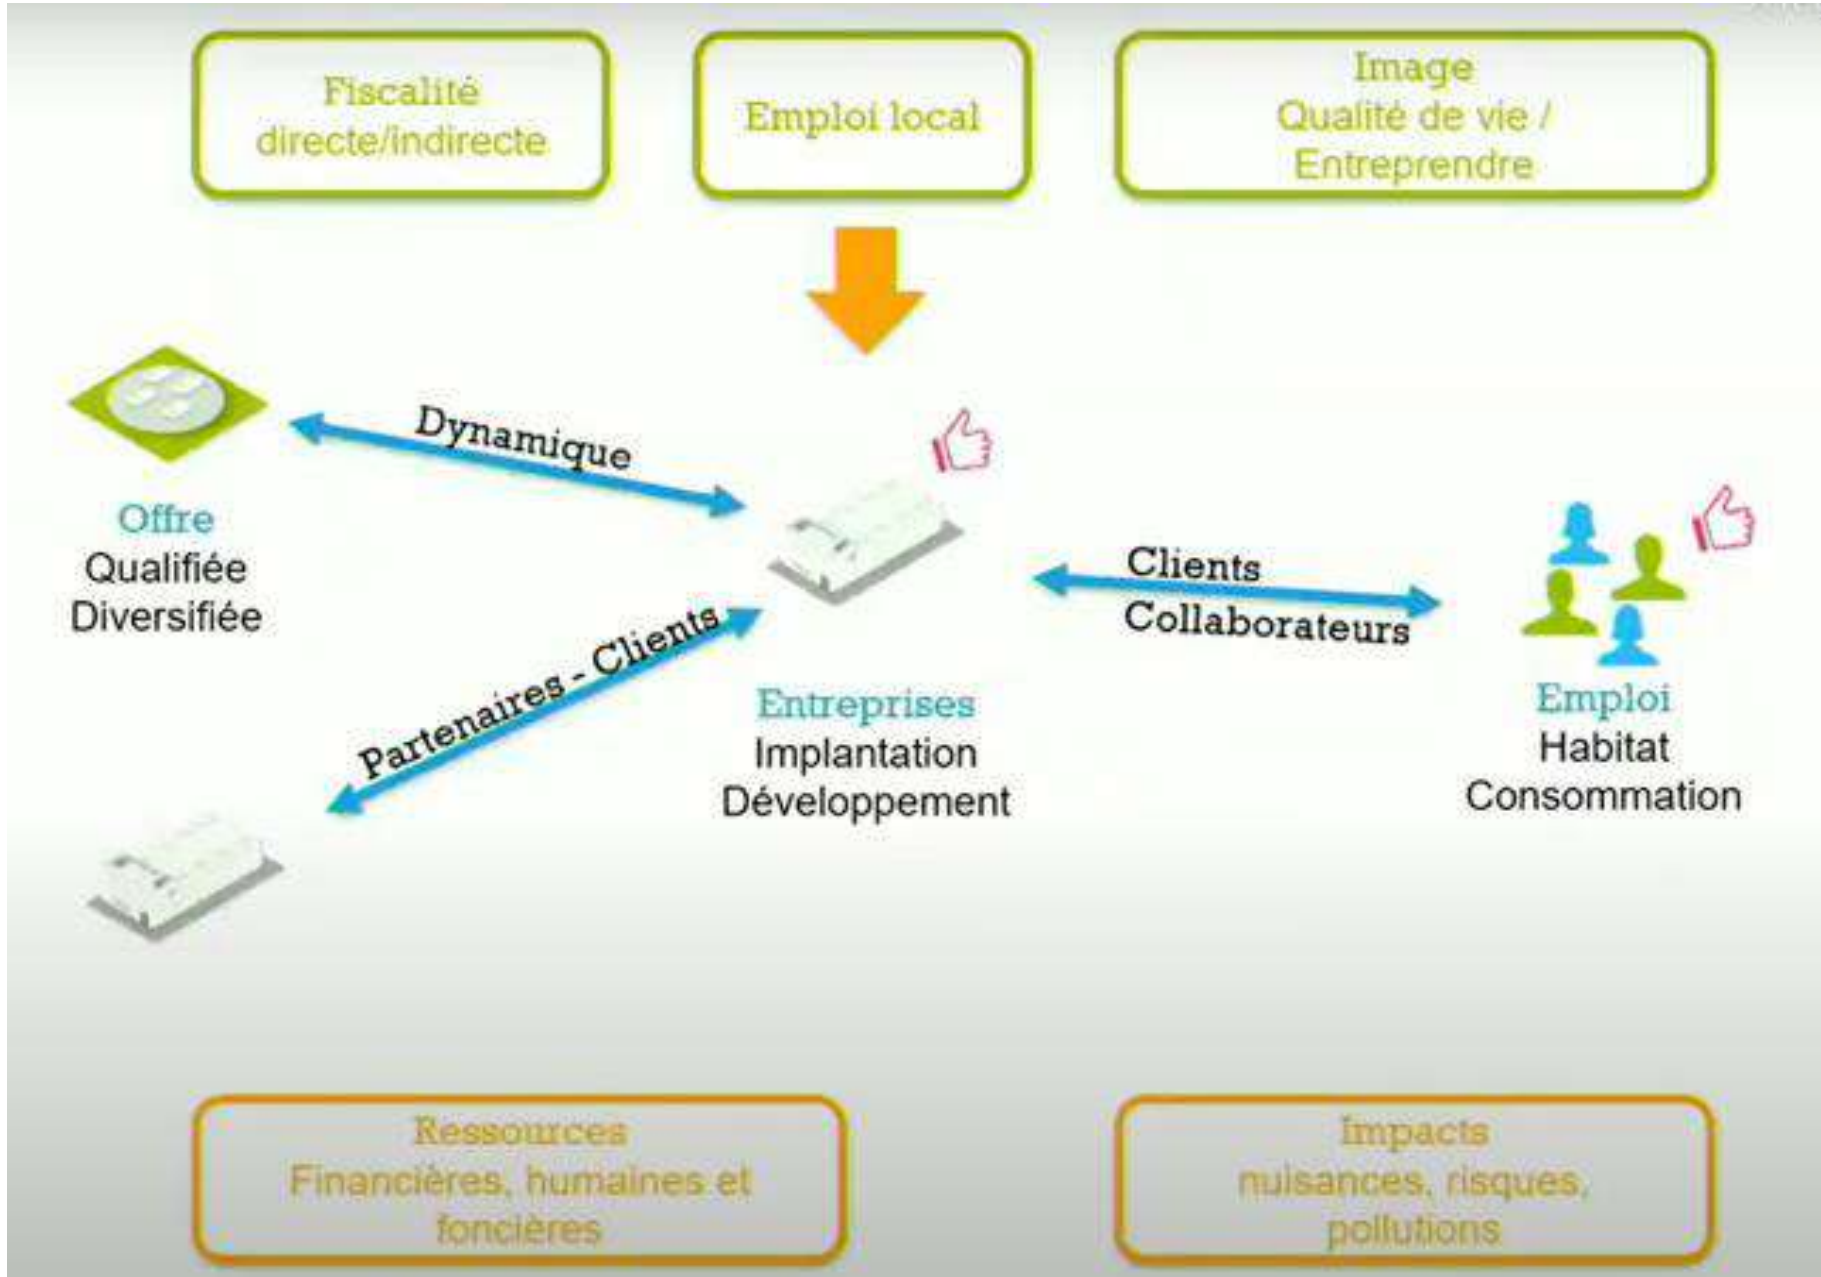 Fiscalité
directe/indirecte
Emploi local
Image
Qualité de vie /
Entreprendre
Dynamique
Offre
Qualifiée
Diversifiée
Clients
Collaborateurs
Partenaires - Clients
Entreprises
Implantation
Développement
Emploi
Habitat
Consommation
Ressources
Financières, humaines et
foncières
Impacts
nuisances, risques,
pollutions